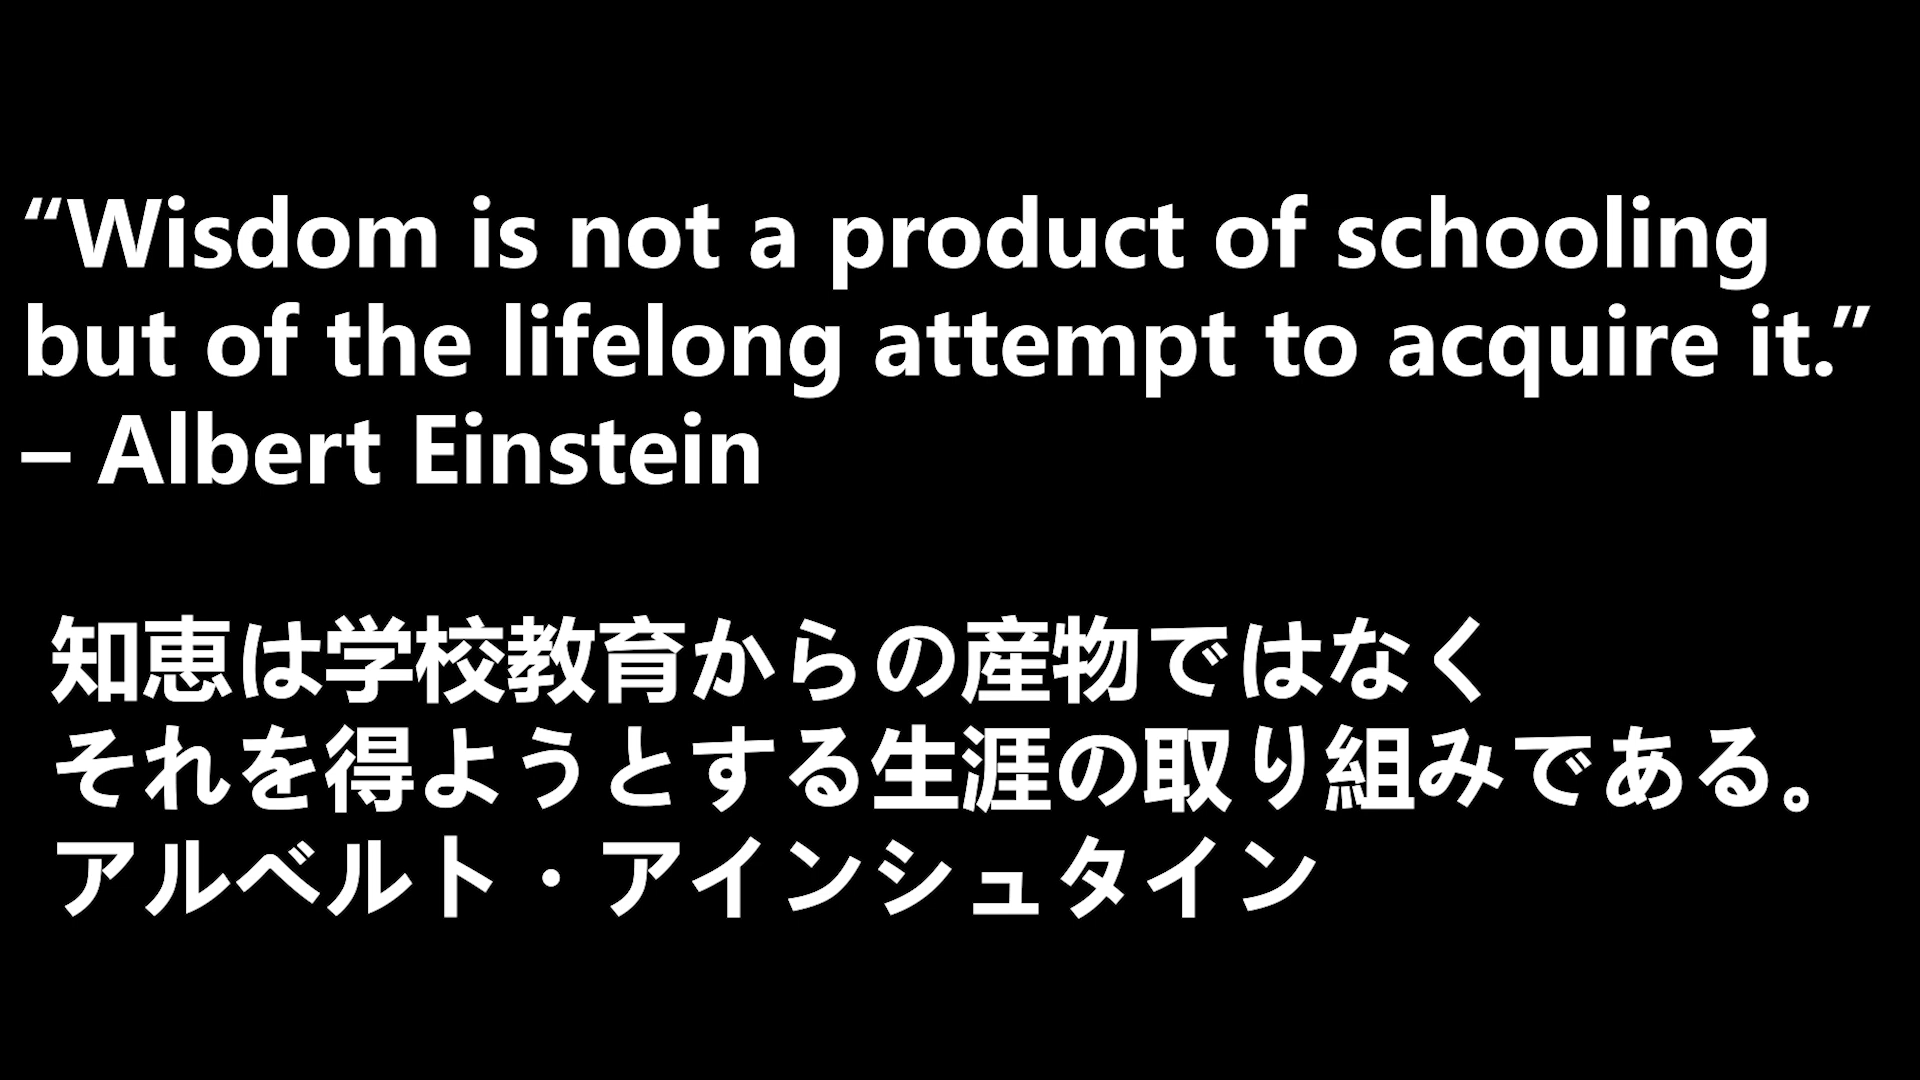 “Wisdom is not a product of schooling
but of the lifelong attempt to acquire it.”
– Albert Einstein
知恵は学校教育からの産物ではなく
それを得ようとする生涯の取り組みである。
アルベルト・アインシュタイン